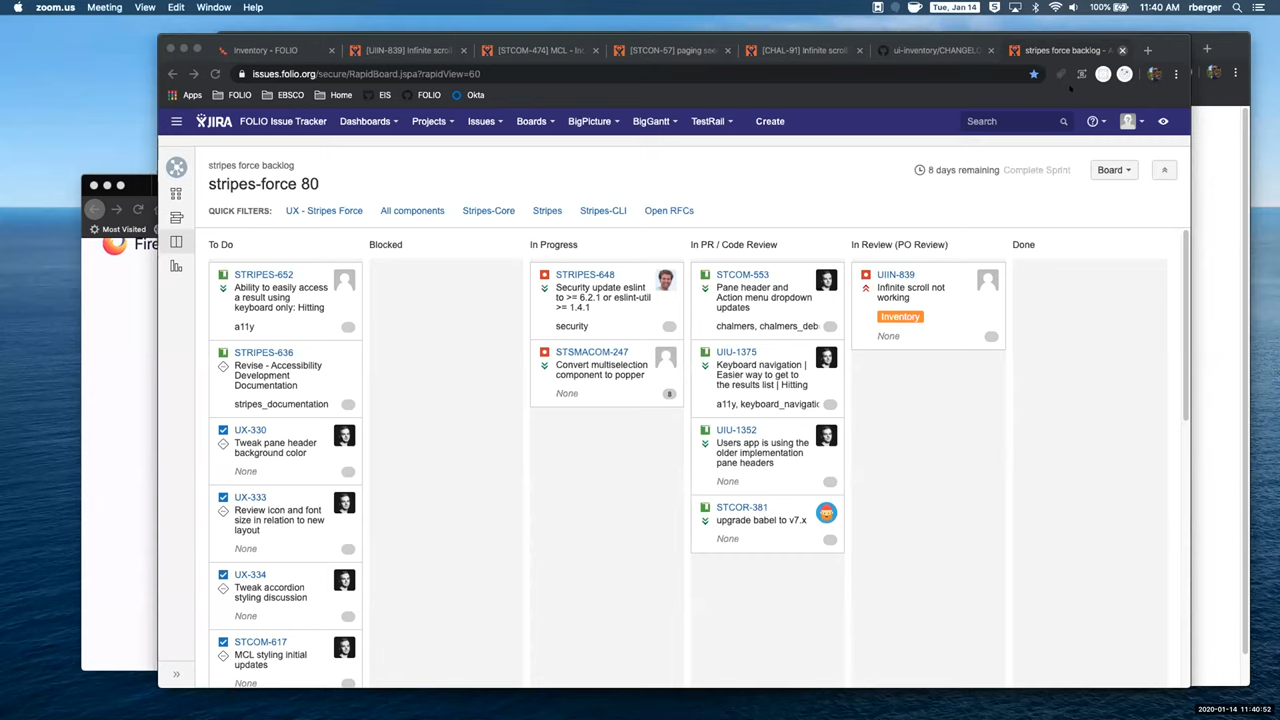 zoom.us Meeting View Edit Window Help
Tue, Jan 14
100%
11:40 AM rberger
Inventory - FOLIO
[UIIN-839] Infinite scroll
[STCOM-474] MCL - In
[STCON-57] paging see
[CHAL-91] Infinite scroll
ui-inventory/CHANGELO
stripes force backlog - A
issues.folio.org/secure/RapidBoard.jspa?rapidView=60
Apps FOLIO EBSCO Home EIS FOLIO Okta
JIRA FOLIO Issue Tracker Dashboards Projects Issues Boards BigPicture BigGantt TestRail Create Search
stripes force backlog
stripes-force 80
8 days remaining Complete Sprint Board
QUICK FILTERS: UX - Stripes Force All components Stripes-Core Stripes Stripes-CLI Open RFCs
Most Visited
Fire
To Do
Blocked
In Progress
In PR / Code Review
In Review (PO Review)
Done
STRIPES-652
Ability to easily access
a result using
keyboard only: Hitting
a11y
STRIPES-636
Revise - Accessibility
Development
Documentation
stripes_documentation
UX-330
Tweak pane header
background color
None
UX-333
Review icon and font
size in relation to new
layout
None
UX-334
Tweak accordion
styling discussion
None
STCOM-617
MCL styling initial
updates
None
STRIPES-648
Security update eslint
to >= 6.2.1 or eslint-util
>= 1.4.1
security
STSMACOM-247
Convert multiselection
component to popper
None
8
STCOM-553
Pane header and
Action menu dropdown
updates
chalmers, chalmers_deb
UIU-1375
Keyboard navigation |
Easier way to get to
the results list | Hitting
a11y, keyboard_navigatic
UIU-1352
Users app is using the
older implementation
pane headers
None
STCOR-381
upgrade babel to v7.x
None
UIIN-839
Infinite scroll not
working
Inventory
None
2020-01-14 11:40:52